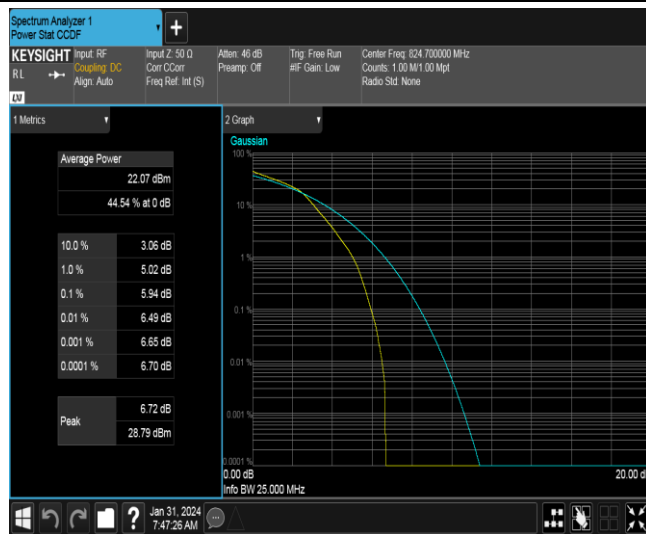 Spectrum Analyzer 1
Power Stat CCDF
+
KEYSIGHT
RL
Input: RF
Coupling: DC
Align: Auto
Input Z: 50 Ω
Corr CCorr
Freq Ref: Int (S)
Atten: 46 dB
Preamp: Off
Trig: Free Run
#IF Gain: Low
Center Freq: 824.700000 MHz
Counts: 1.00 M/1.00 Mpt
Radio Std: None
LXI
1 Metrics
Average Power
22.07 dBm
44.54 % at 0 dB
10.0 % 3.06 dB
1.0 % 5.02 dB
0.1 % 5.94 dB
0.01 % 6.49 dB
0.001 % 6.65 dB
0.0001 % 6.70 dB
Peak
6.72 dB
28.79 dBm
2 Graph
Gaussian
100 %
10 %
1 %
0.1 %
0.01 %
0.001 %
0.0001 %
0.00 dB
20.00 d
Info BW 25.000 MHz
?
Jan 31, 2024
7:47:26 AM